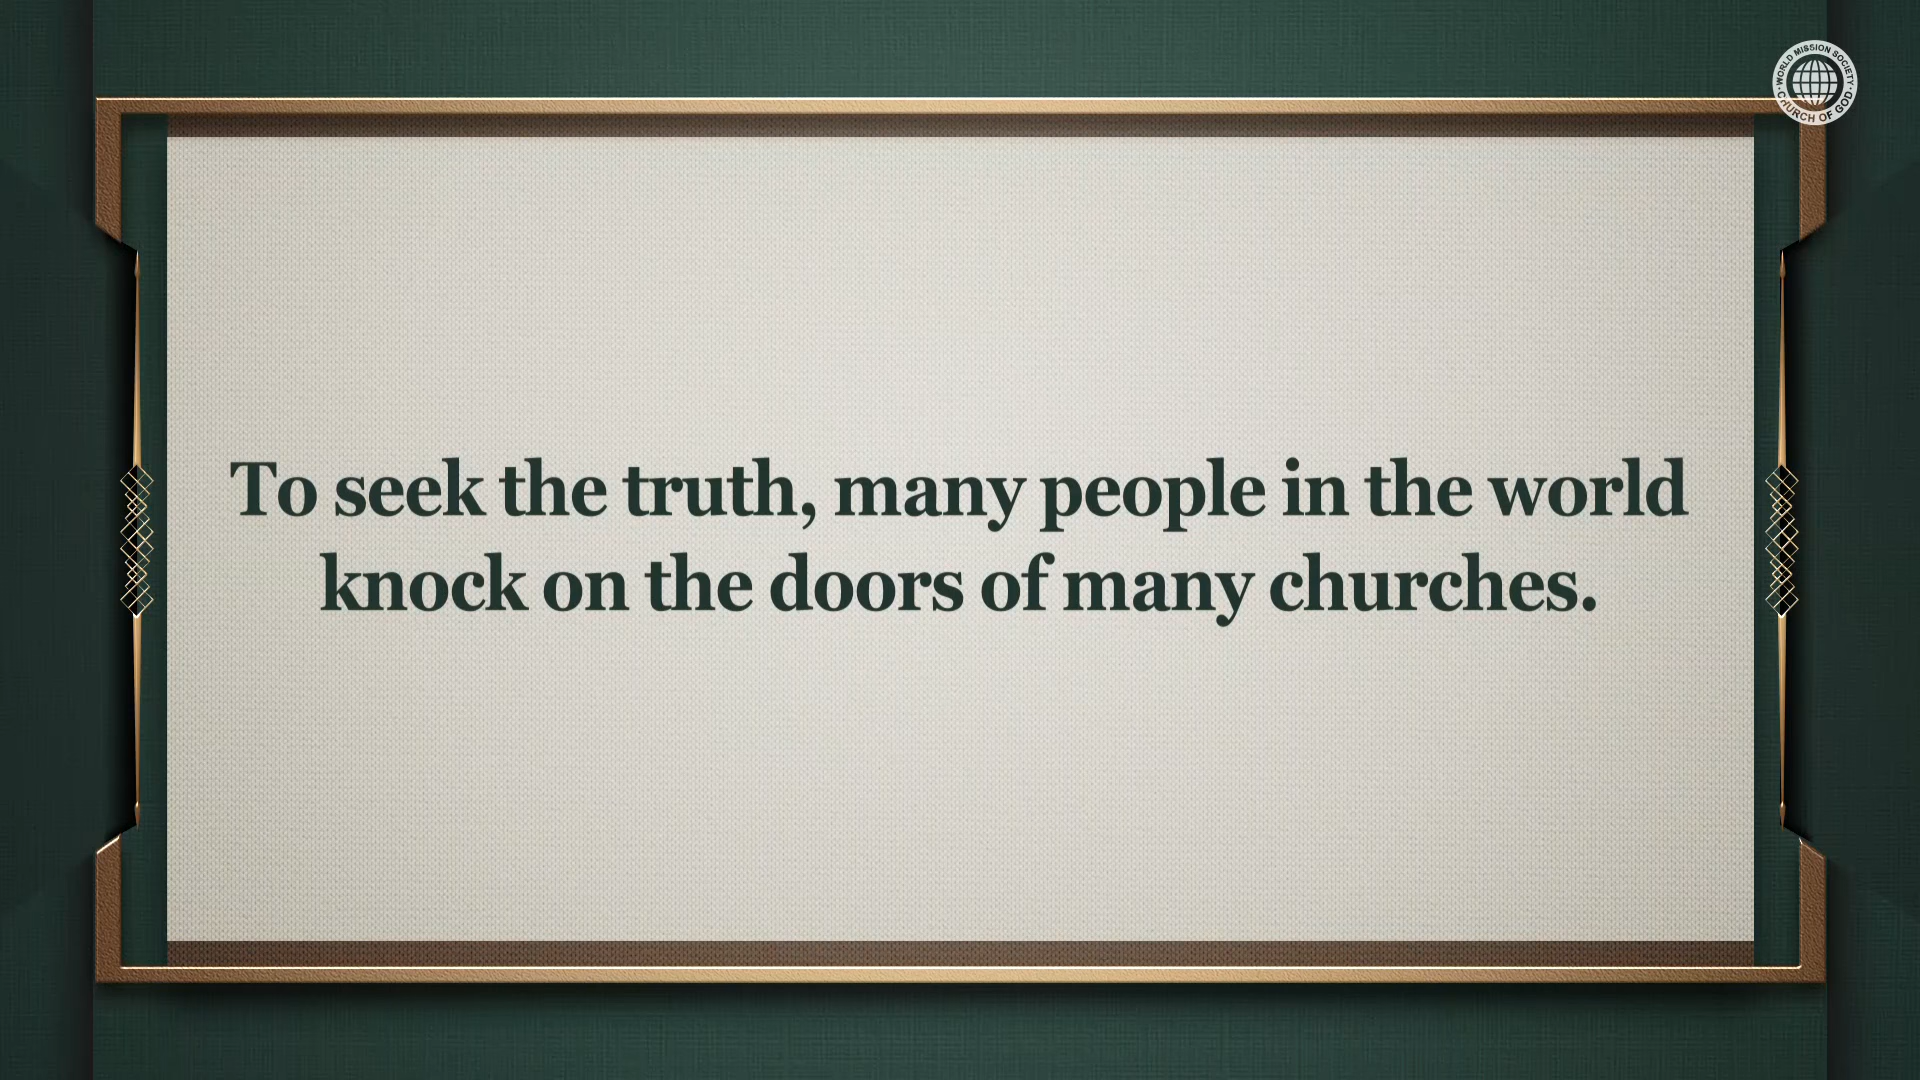 WORLD MISSION SOCIETY
CHURCH OF GOD
To seek the truth, many people in the world
knock on the doors of many churches.